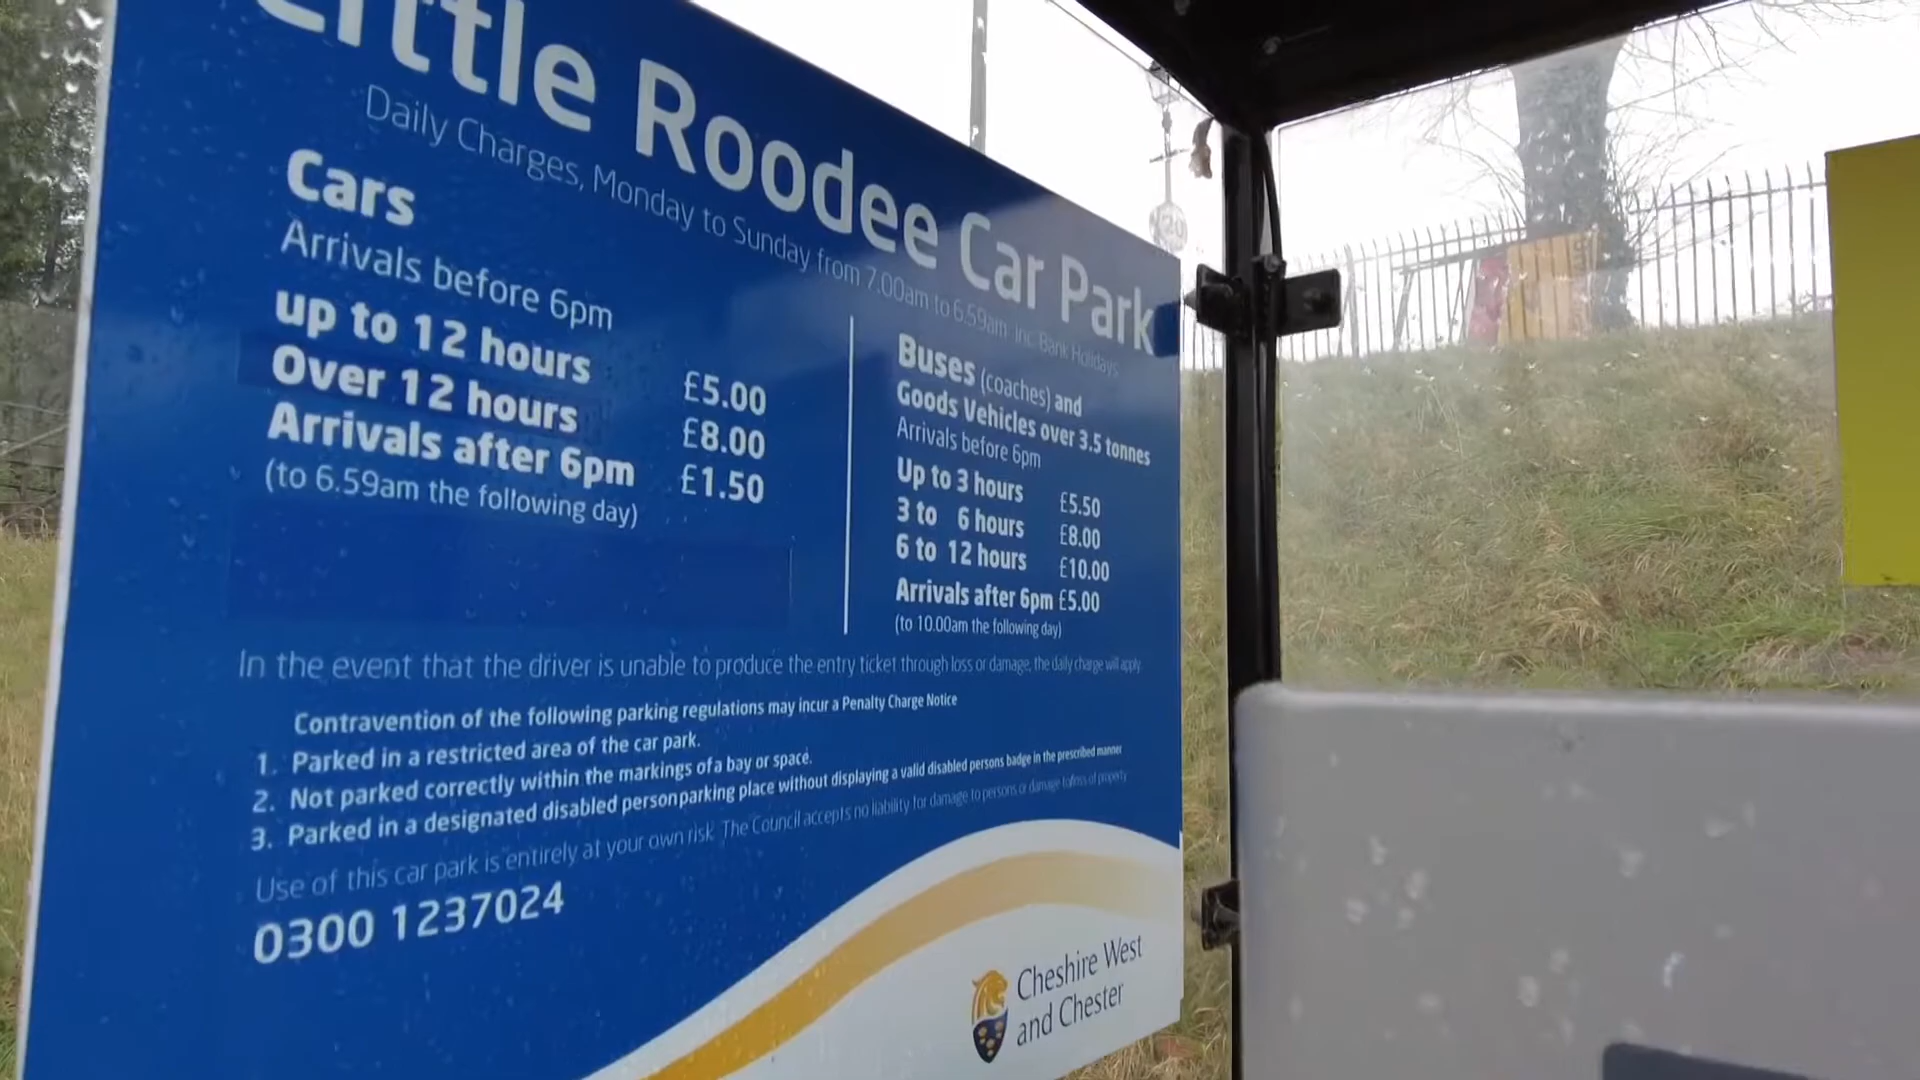 Little Roodee Car Park
Daily Charges, Monday to Sunday from 7.00am to 6.59am inc. Bank Holidays
Cars
Arrivals before 6pm
up to 12 hours £5.00
Over 12 hours £8.00
Arrivals after 6pm £1.50
(to 6.59am the following day)
Buses (coaches) and
Goods Vehicles over 3.5 tonnes
Arrivals before 6pm
Up to 3 hours £5.50
3 to 6 hours £8.00
6 to 12 hours £10.00
Arrivals after 6pm £5.00
(to 10.00am the following day)
In the event that the driver is unable to produce the entry ticket through loss or damage, the daily charge will apply
Contravention of the following parking regulations may incur a Penalty Charge Notice
1. Parked in a restricted area of the car park.
2. Not parked correctly within the markings of a bay or space.
3. Parked in a designated disabled person parking place without displaying a valid disabled persons badge in the prescribed manner
Use of this car park is entirely at your own risk. The Council accepts no liability for damage to persons or damage to/loss of property
0300 1237024
Cheshire West
and Chester